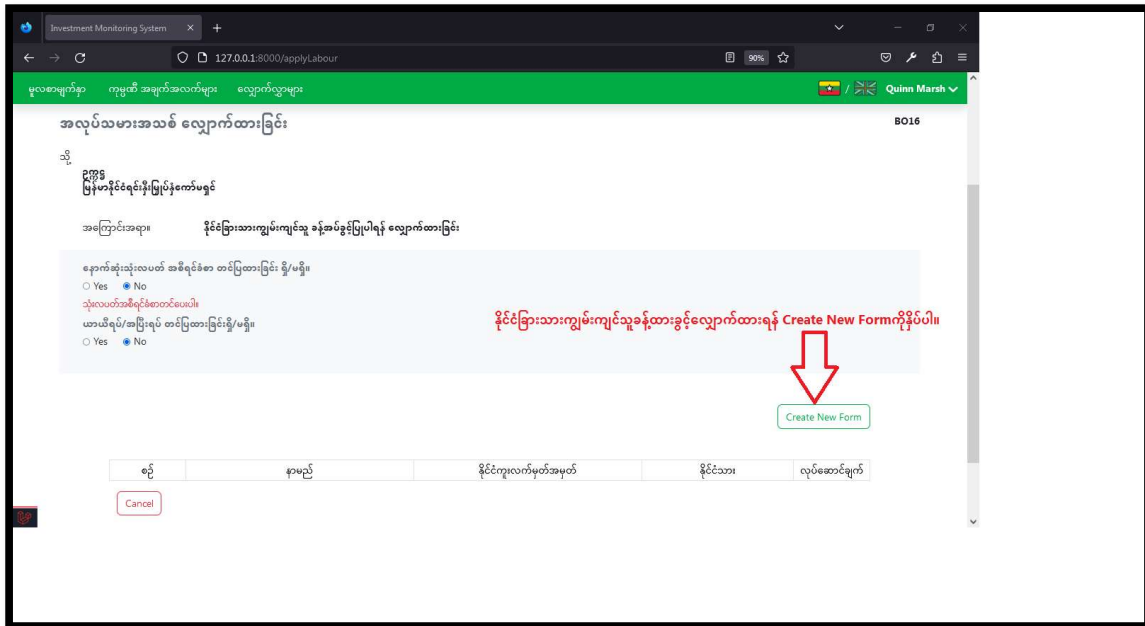 Investment Monitoring System
127.0.0.1:8000/applyLabour
90%
မူလစာမျက်နှာ ကုမ္ပဏီ အချက်အလက်များ လျှောက်လွှာများ / Quinn Marsh
အလုပ်သမားအသစ် လျှောက်ထားခြင်း BO16
သို့
ဥက္ကဋ္ဌ
မြန်မာနိုင်ငံရင်းနှီးမြှုပ်နှံကော်မရှင်
အကြောင်းအရာ။ နိုင်ငံခြားသားကျွမ်းကျင်သူ ခန့်အပ်ခွင့်ပြုပါရန် လျှောက်ထားခြင်း
နောက်ဆုံးသုံးလပတ် အစီရင်ခံစာ တင်ပြထားခြင်း ရှိ/မရှိ။
Yes No
သုံးလပတ်အစီရင်ခံစာတင်ပေးပါ။
ယာယီရပ်/အပြီးရပ် တင်ပြထားခြင်းရှိ/မရှိ။
Yes No
နိုင်ငံခြားသားကျွမ်းကျင်သူခန့်ထားခွင့်လျှောက်ထားရန် Create New Formကိုနှိပ်ပါ။
Create New Form
စဉ် နာမည် နိုင်ငံကူးလက်မှတ်အမှတ် နိုင်ငံသား လုပ်ဆောင်ချက်
Cancel